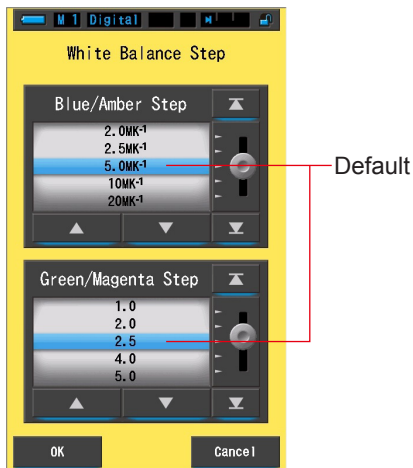 M 1 Digital
White Balance Step
Blue/Amber Step
2.0MK-1
2.5MK-1
5.0MK-1
10MK-1
20MK-1
Default
Green/Magenta Step
1.0
2.0
2.5
4.0
5.0
OK Cancel